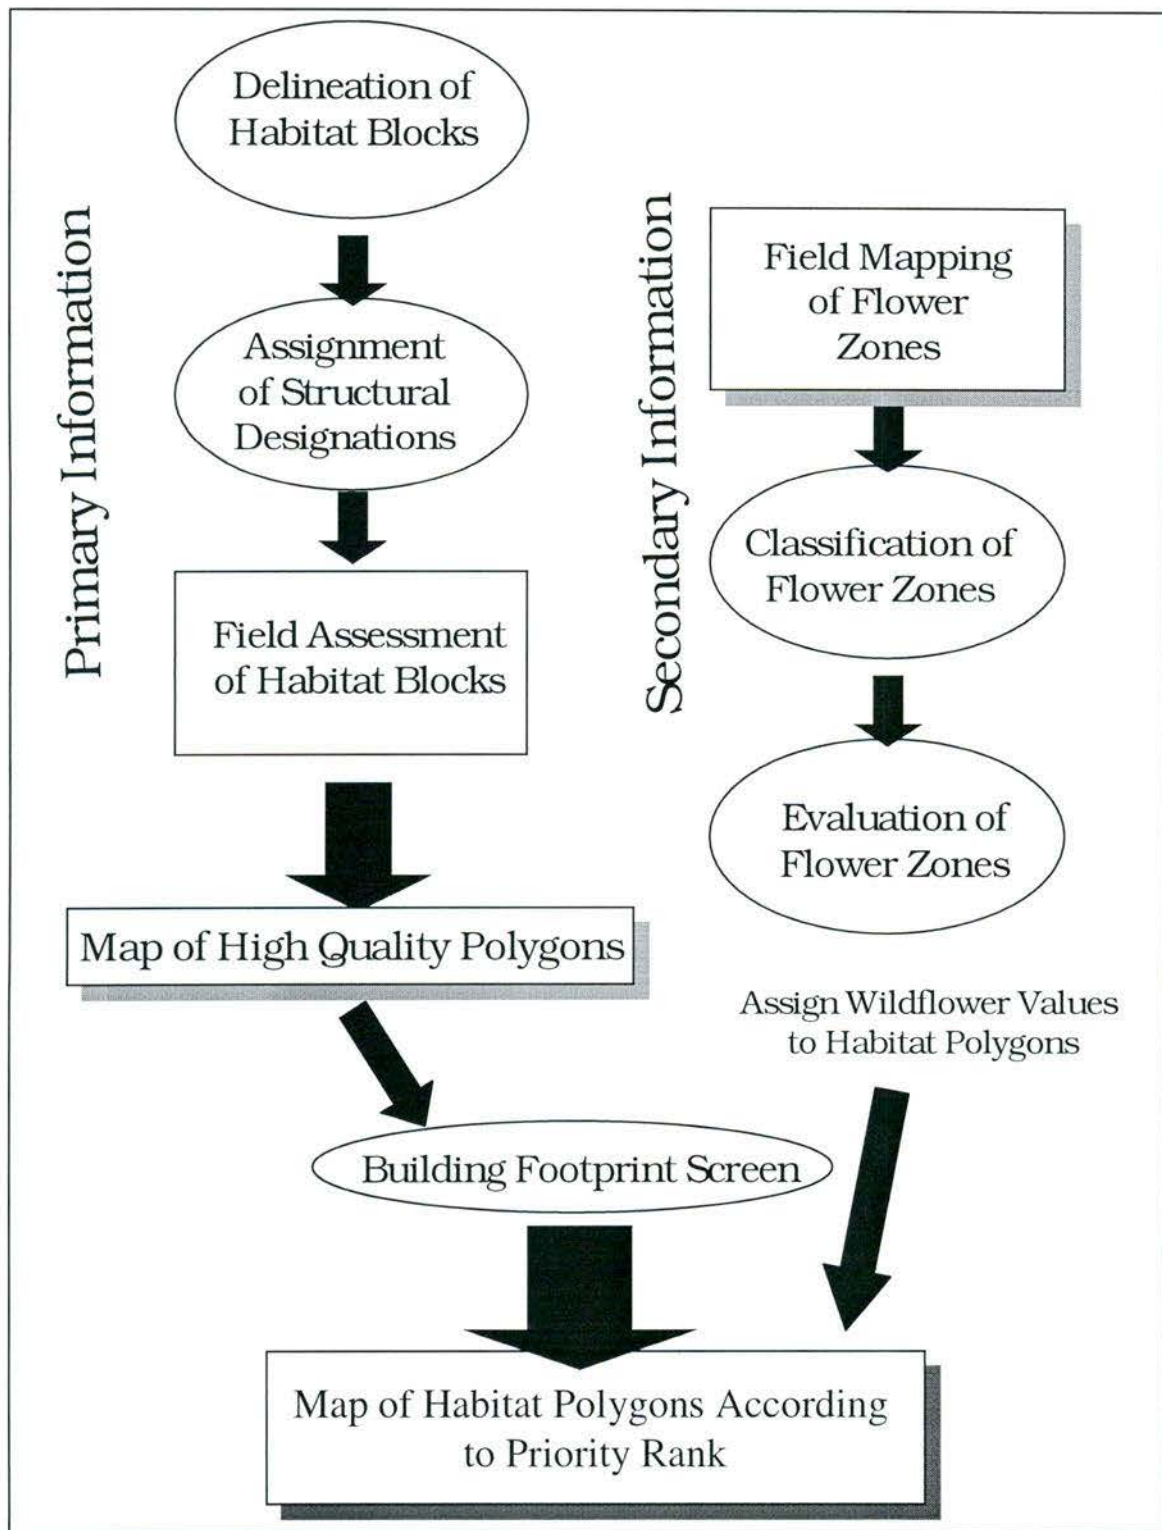 Delineation of
Habitat Blocks
Primary Information
Assignment
of Structural
Designations
Field Assessment
of Habitat Blocks
Map of High Quality Polygons
Secondary Information
Field Mapping
of Flower
Zones
Classification of
Flower Zones
Evaluation of
Flower Zones
Assign Wildflower Values
to Habitat Polygons
Building Footprint Screen
Map of Habitat Polygons According
to Priority Rank